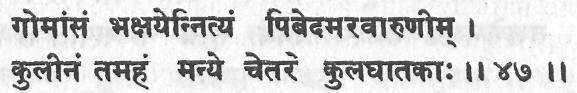 गोमांसं भक्षयेन्नित्यं पिबेदमरवारुणीम् ।
कुलीनं तमहं मन्ये चेतरे कुलघातकाः ।। ४७ ।।